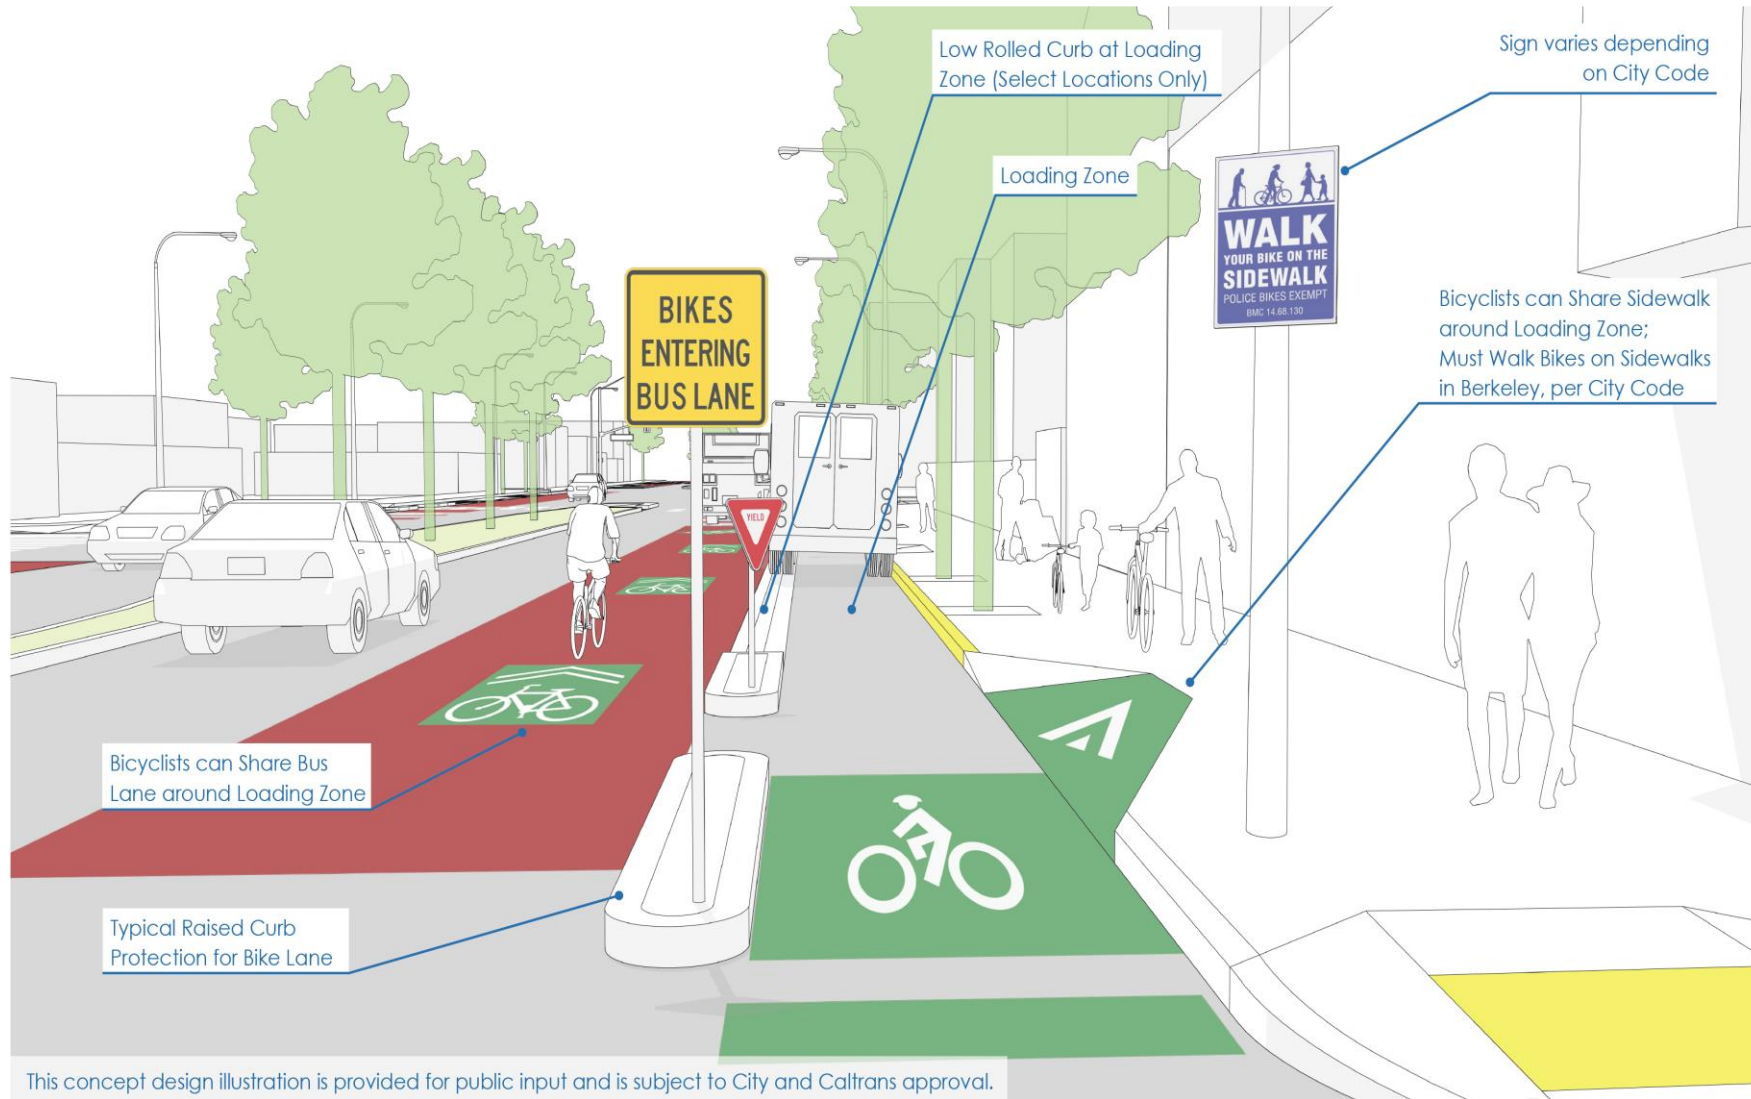 Low Rolled Curb at Loading
Zone (Select Locations Only)
Sign varies depending
on City Code
Loading Zone
WALK
YOUR BIKE ON THE
SIDEWALK
POLICE BIKES EXEMPT
BMC 14.68.130
BIKES
ENTERING
BUS LANE
Bicyclists can Share Sidewalk
around Loading Zone;
Must Walk Bikes on Sidewalks
in Berkeley, per City Code
YIELD
Bicyclists can Share Bus
Lane around Loading Zone
Typical Raised Curb
Protection for Bike Lane
This concept design illustration is provided for public input and is subject to City and Caltrans approval.